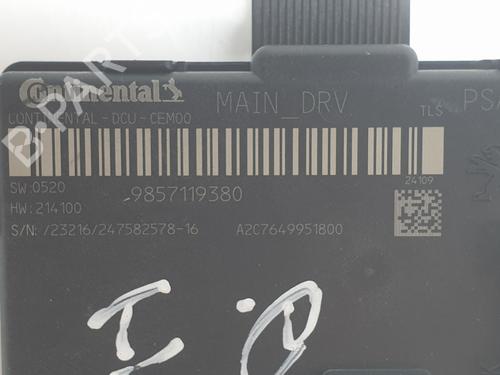 Continental
MAIN_DRV
TLS
PS
CONTINENTAL-DCU-CEM00
24109
SW:0520
-9857119380
HW:214100
S/N: /23216/247582578-16
A2C7649951800
B-PARTS